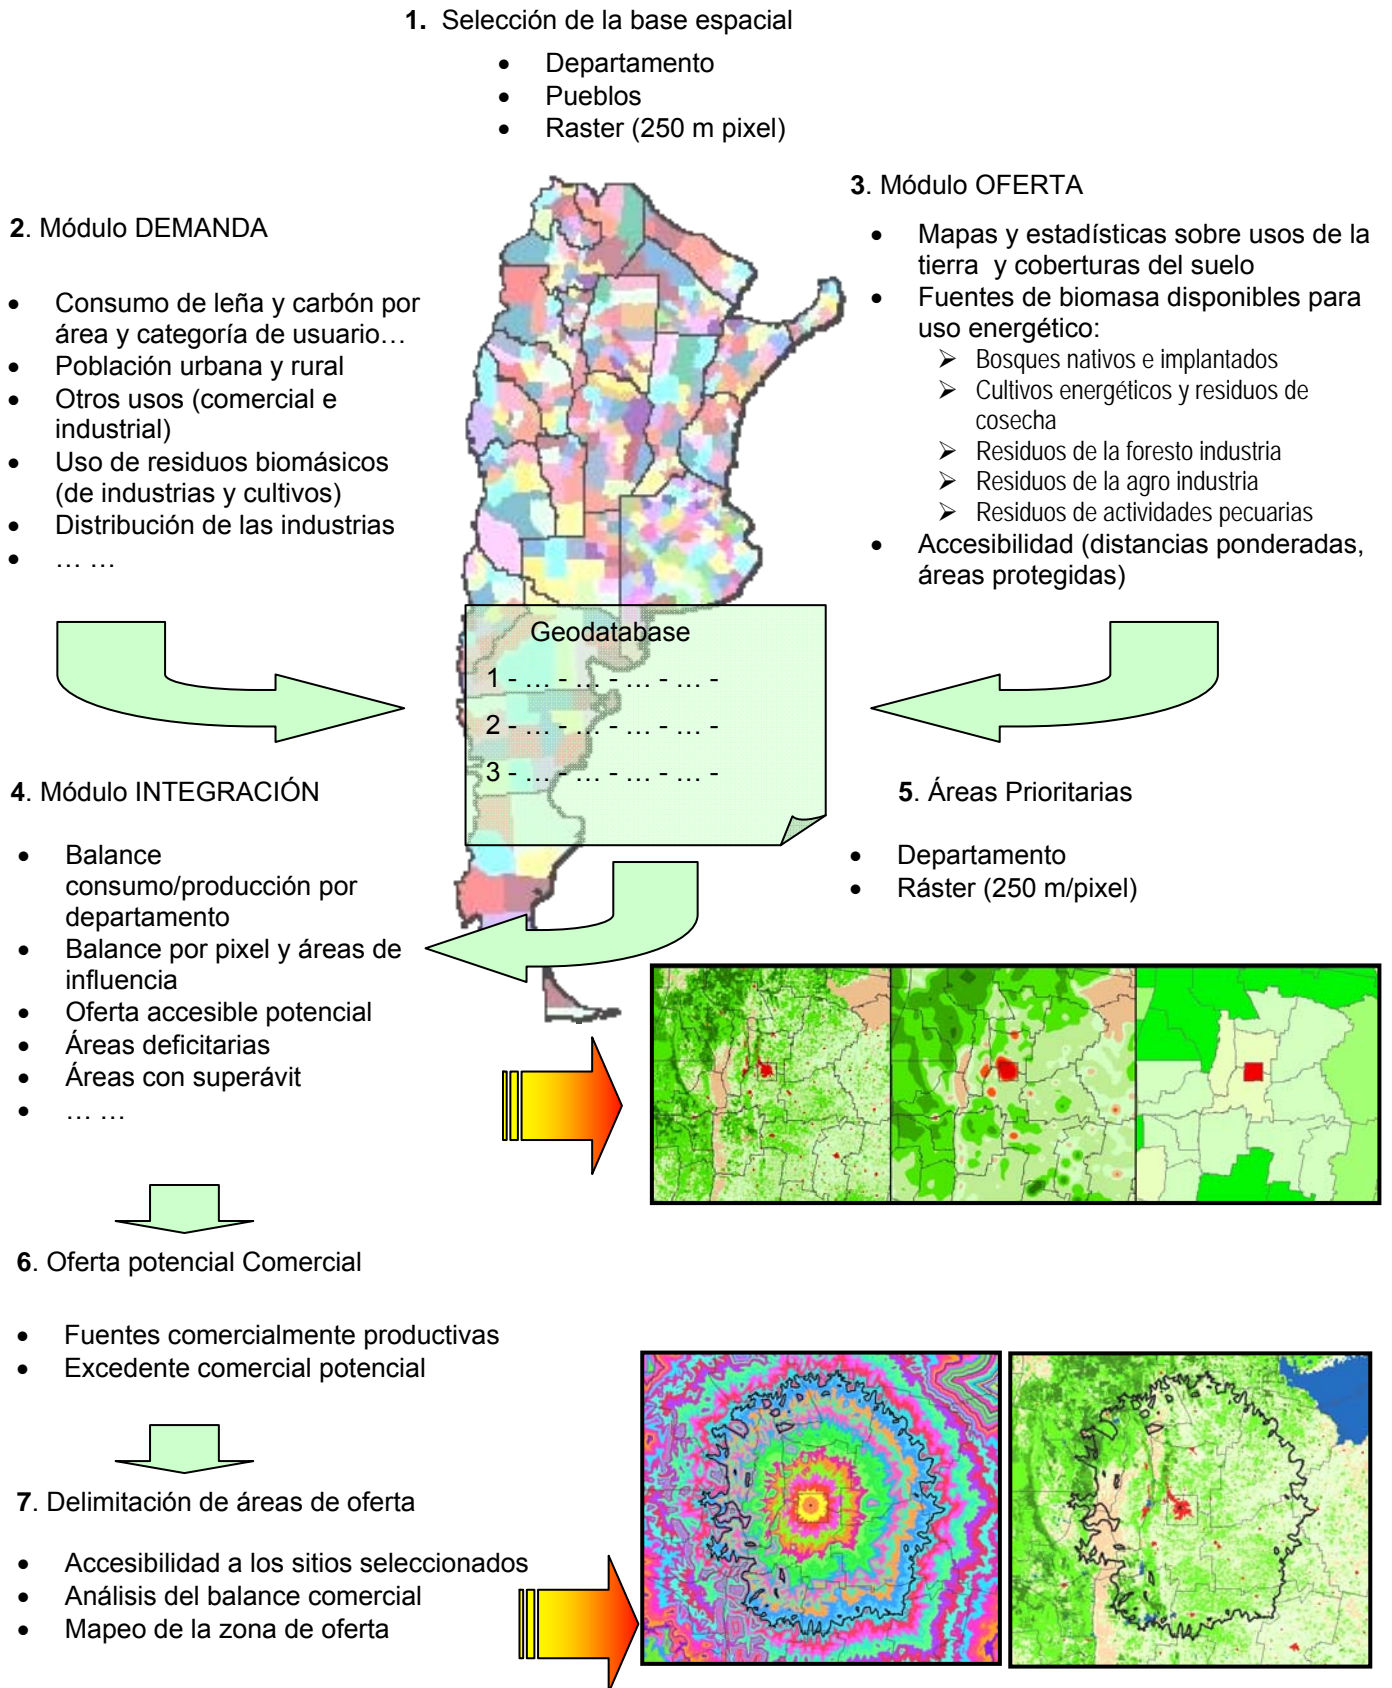 1. Selección de la base espacial
• Departamento
• Pueblos
• Raster (250 m pixel)
2. Módulo DEMANDA
• Consumo de leña y carbón por
área y categoría de usuario…
• Población urbana y rural
• Otros usos (comercial e
industrial)
• Uso de residuos biomásicos
(de industrias y cultivos)
• Distribución de las industrias
• … …
3. Módulo OFERTA
• Mapas y estadísticas sobre usos de la
tierra y coberturas del suelo
• Fuentes de biomasa disponibles para
uso energético:
➢ Bosques nativos e implantados
➢ Cultivos energéticos y residuos de
cosecha
➢ Residuos de la foresto industria
➢ Residuos de la agro industria
➢ Residuos de actividades pecuarias
• Accesibilidad (distancias ponderadas,
áreas protegidas)
Geodatabase
1 - … - … - … - … -
2 - … - … - … - … -
3 - … - … - … - … -
4. Módulo INTEGRACIÓN
• Balance
consumo/producción por
departamento
• Balance por pixel y áreas de
influencia
• Oferta accesible potencial
• Áreas deficitarias
• Áreas con superávit
• … …
5. Áreas Prioritarias
• Departamento
• Ráster (250 m/pixel)
6. Oferta potencial Comercial
• Fuentes comercialmente productivas
• Excedente comercial potencial
7. Delimitación de áreas de oferta
• Accesibilidad a los sitios seleccionados
• Análisis del balance comercial
• Mapeo de la zona de oferta